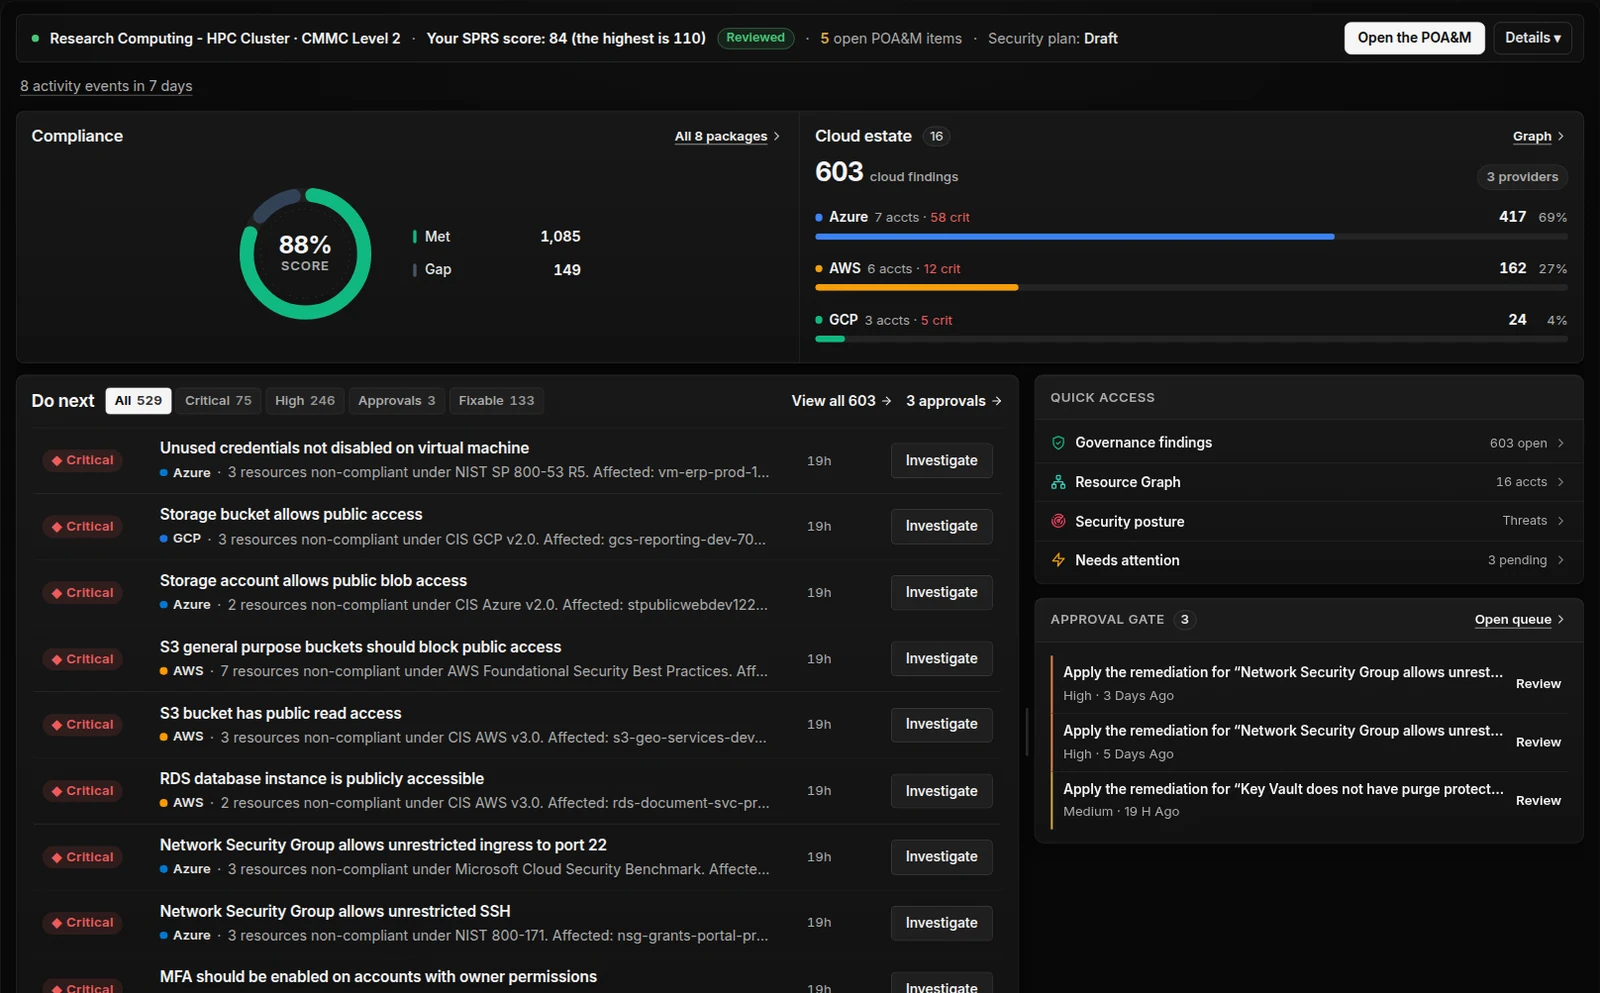 Research Computing - HPC Cluster · CMMC Level 2 · Your SPRS score: 84 (the highest is 110) Reviewed · 5 open POA&M items · Security plan: Draft Open the POA&M Details ▾
8 activity events in 7 days
Compliance All 8 packages >
88%
SCORE
Met 1,085
Gap 149
Cloud estate 16 Graph >
603 cloud findings 3 providers
Azure 7 accts · 58 crit 417 69%
AWS 6 accts · 12 crit 162 27%
GCP 3 accts · 5 crit 24 4%
Do next All 529 Critical 75 High 246 Approvals 3 Fixable 133 View all 603 → 3 approvals →
Critical Unused credentials not disabled on virtual machine 19h Investigate
Azure · 3 resources non-compliant under NIST SP 800-53 R5. Affected: vm-erp-prod-1...
Critical Storage bucket allows public access 19h Investigate
GCP · 3 resources non-compliant under CIS GCP v2.0. Affected: gcs-reporting-dev-70...
Critical Storage account allows public blob access 19h Investigate
Azure · 2 resources non-compliant under CIS Azure v2.0. Affected: stpublicwebdev122...
Critical S3 general purpose buckets should block public access 19h Investigate
AWS · 7 resources non-compliant under AWS Foundational Security Best Practices. Aff...
Critical S3 bucket has public read access 19h Investigate
AWS · 3 resources non-compliant under CIS AWS v3.0. Affected: s3-geo-services-dev...
Critical RDS database instance is publicly accessible 19h Investigate
AWS · 2 resources non-compliant under CIS AWS v3.0. Affected: rds-document-svc-pr...
Critical Network Security Group allows unrestricted ingress to port 22 19h Investigate
Azure · 3 resources non-compliant under Microsoft Cloud Security Benchmark. Affecte...
Critical Network Security Group allows unrestricted SSH 19h Investigate
Azure · 3 resources non-compliant under NIST 800-171. Affected: nsg-grants-portal-pr...
Critical MFA should be enabled on accounts with owner permissions 19h Investigate
QUICK ACCESS
Governance findings 603 open >
Resource Graph 16 accts >
Security posture Threats >
Needs attention 3 pending >
APPROVAL GATE 3 Open queue >
Apply the remediation for “Network Security Group allows unrest... Review
High · 3 Days Ago
Apply the remediation for “Network Security Group allows unrest... Review
High · 5 Days Ago
Apply the remediation for “Key Vault does not have purge protect... Review
Medium · 19 H Ago